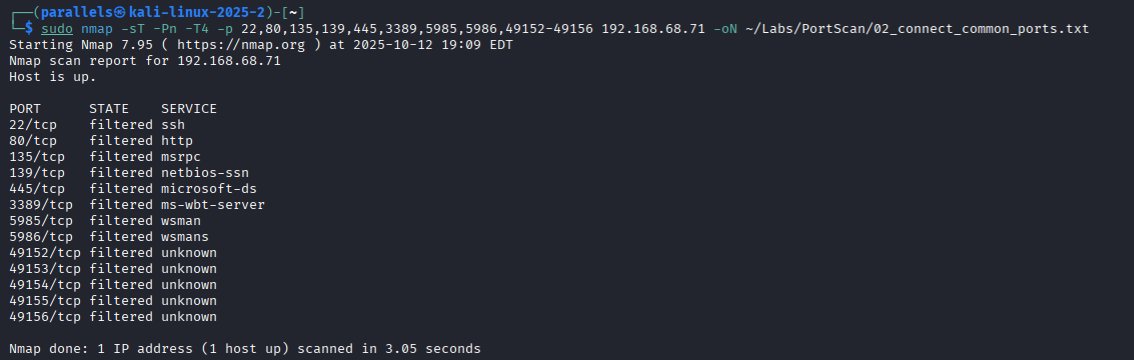 ┌──(parallels㉿kali-linux-2025-2)-[~]
└─$ sudo nmap -sT -Pn -T4 -p 22,80,135,139,445,3389,5985,5986,49152-49156 192.168.68.71 -oN ~/Labs/PortScan/02_connect_common_ports.txt
Starting Nmap 7.95 ( https://nmap.org ) at 2025-10-12 19:09 EDT
Nmap scan report for 192.168.68.71
Host is up.
PORT      STATE    SERVICE
22/tcp    filtered ssh
80/tcp    filtered http
135/tcp   filtered msrpc
139/tcp   filtered netbios-ssn
445/tcp   filtered microsoft-ds
3389/tcp  filtered ms-wbt-server
5985/tcp  filtered wsman
5986/tcp  filtered wsmans
49152/tcp filtered unknown
49153/tcp filtered unknown
49154/tcp filtered unknown
49155/tcp filtered unknown
49156/tcp filtered unknown
Nmap done: 1 IP address (1 host up) scanned in 3.05 seconds